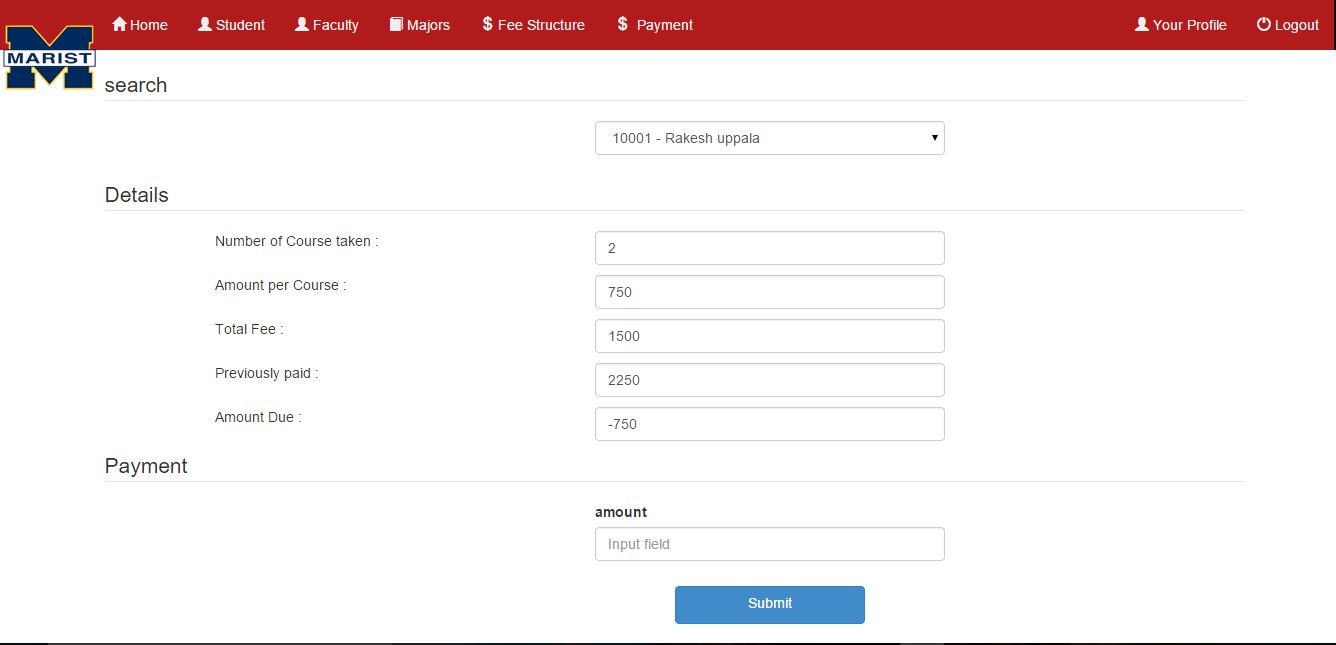 Home Student Faculty Majors $ Fee Structure $ Payment Your Profile Logout
MARIST
search
10001 - Rakesh uppala
Details
Number of Course taken : 2
Amount per Course : 750
Total Fee : 1500
Previously paid : 2250
Amount Due : -750
Payment
amount
Input field
Submit